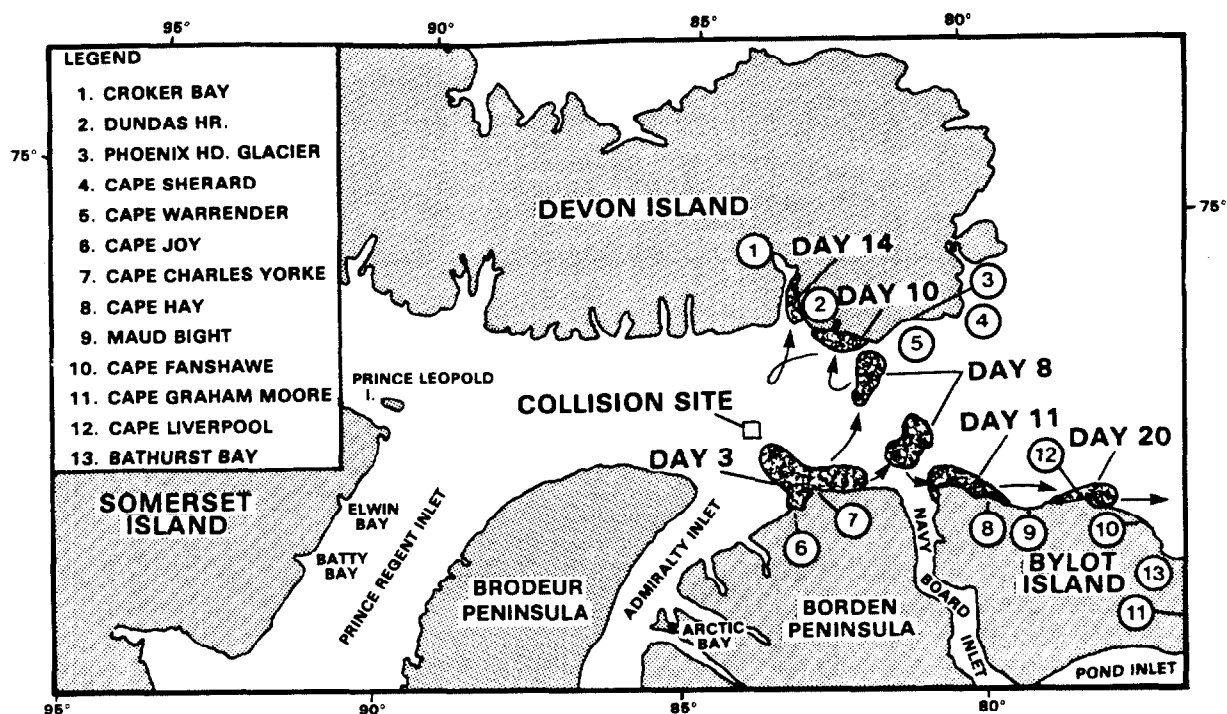 95°
90°
85°
80°
LEGEND
1. CROKER BAY
2. DUNDAS HR.
3. PHOENIX HD. GLACIER
4. CAPE SHERARD
5. CAPE WARRENDER
6. CAPE JOY
7. CAPE CHARLES YORKE
8. CAPE HAY
9. MAUD BIGHT
10. CAPE FANSHAWE
11. CAPE GRAHAM MOORE
12. CAPE LIVERPOOL
13. BATHURST BAY
75°
75°
DEVON ISLAND
1
DAY 14
2
DAY 10
3
4
5
PRINCE LEOPOLD
I.
DAY 8
COLLISION SITE
DAY 11
DAY 20
12
DAY 3
SOMERSET
ISLAND
ELWIN
BAY
BATTY
BAY
PRINCE REGENT INLET
BRODEUR
PENINSULA
ADMIRALTY INLET
6
7
8
9
10
NAVY
BOARD
INLET
BYLOT
ISLAND
13
11
ARCTIC
BAY
BORDEN
PENINSULA
POND INLET
95°
90°
85°
80°